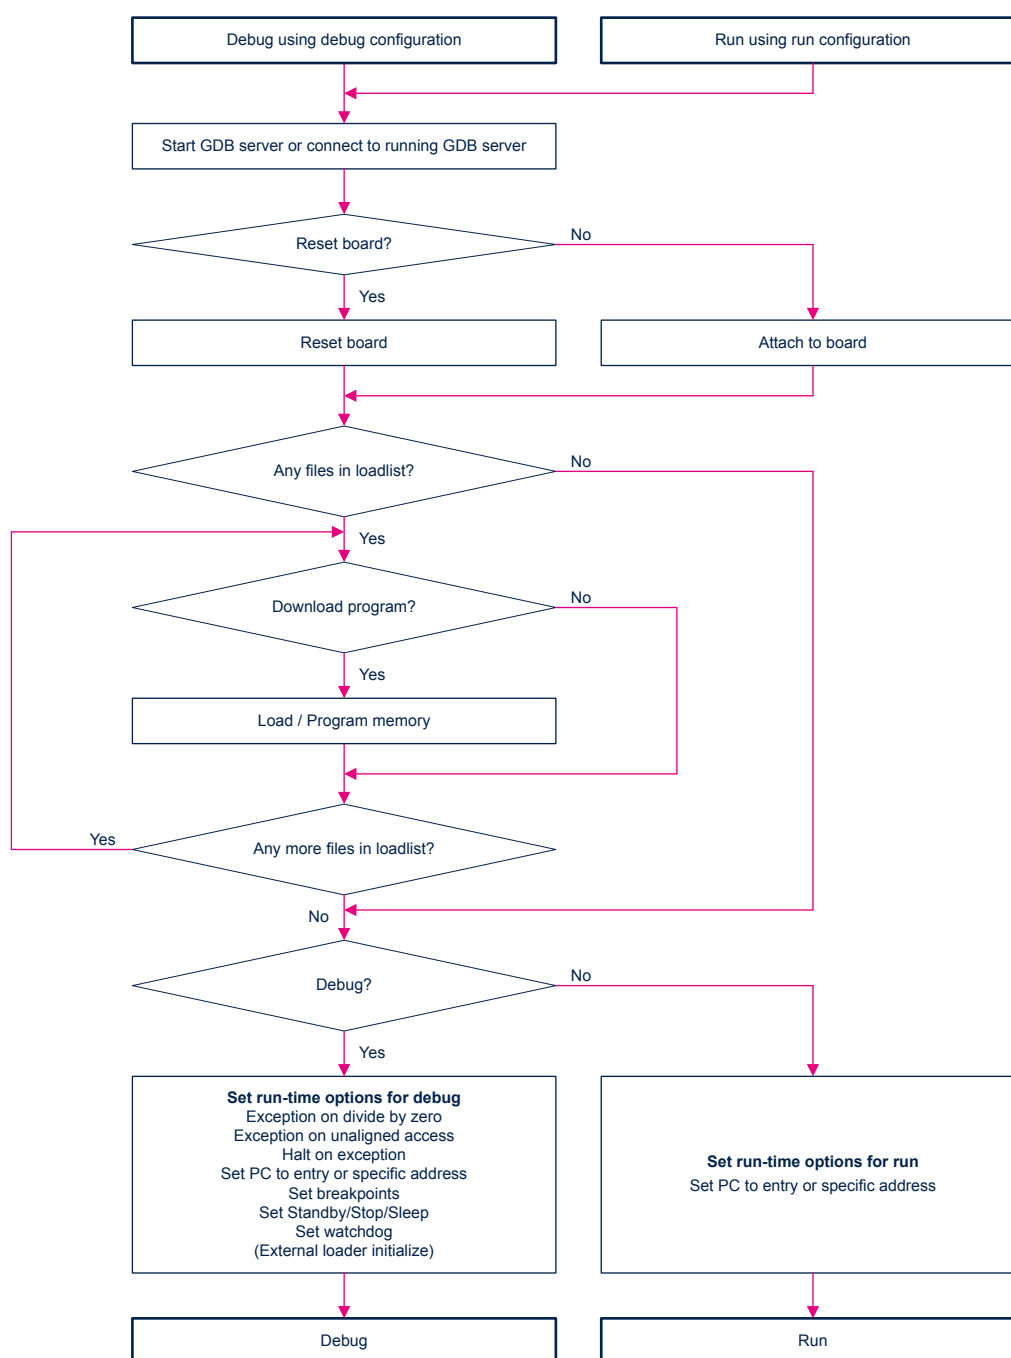 Debug using debug configuration
Run using run configuration
Start GDB server or connect to running GDB server
Reset board?
No
Yes
Reset board
Attach to board
Any files in loadlist?
No
Yes
Download program?
No
Yes
Load / Program memory
Yes
Any more files in loadlist?
No
Debug?
No
Yes
Set run-time options for debug
Exception on divide by zero
Exception on unaligned access
Halt on exception
Set PC to entry or specific address
Set breakpoints
Set Standby/Stop/Sleep
Set watchdog
(External loader initialize)
Set run-time options for run
Set PC to entry or specific address
Debug
Run